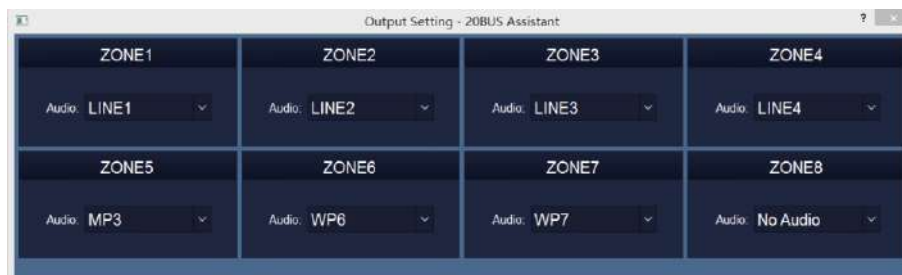 Output Setting - 20BUS Assistant ?
ZONE1 ZONE2 ZONE3 ZONE4
Audio: LINE1 Audio: LINE2 Audio: LINE3 Audio: LINE4
ZONE5 ZONE6 ZONE7 ZONE8
Audio: MP3 Audio: WP6 Audio: WP7 Audio: No Audio